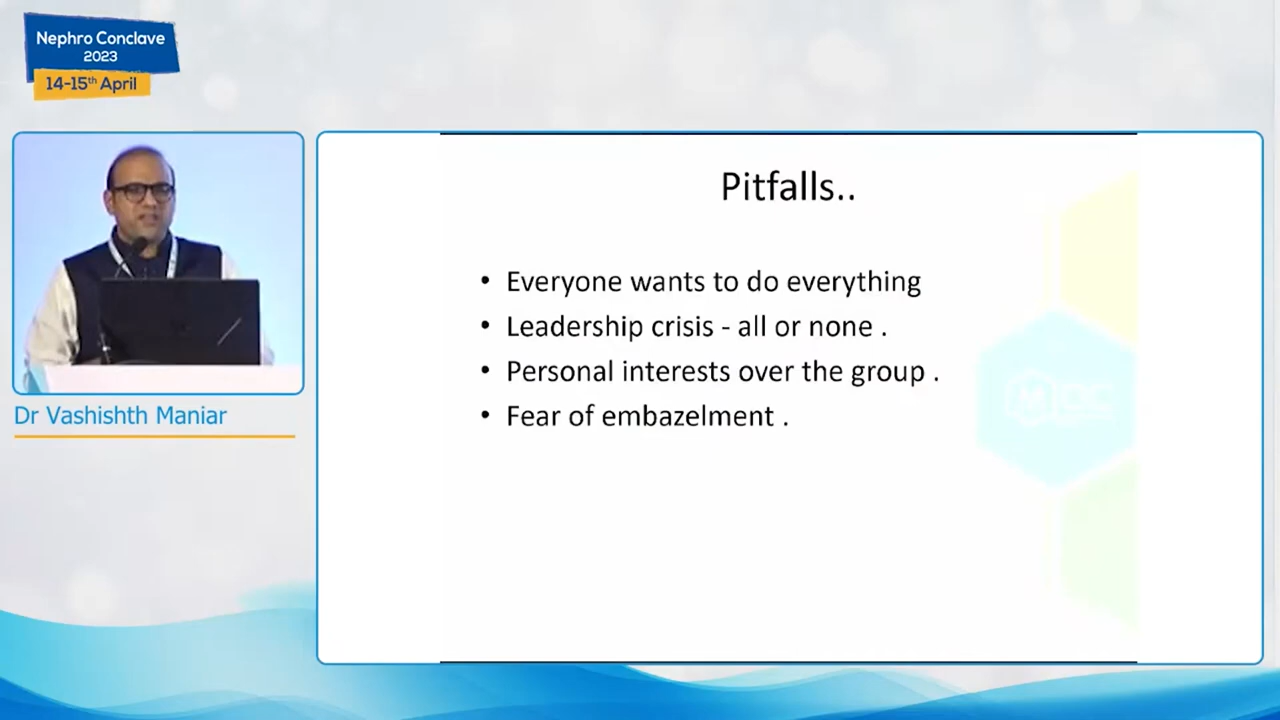 Nephro Conclave
2023
14-15th April
Dr Vashishth Maniar
Pitfalls..
• Everyone wants to do everything
• Leadership crisis - all or none .
• Personal interests over the group .
• Fear of embazelment .